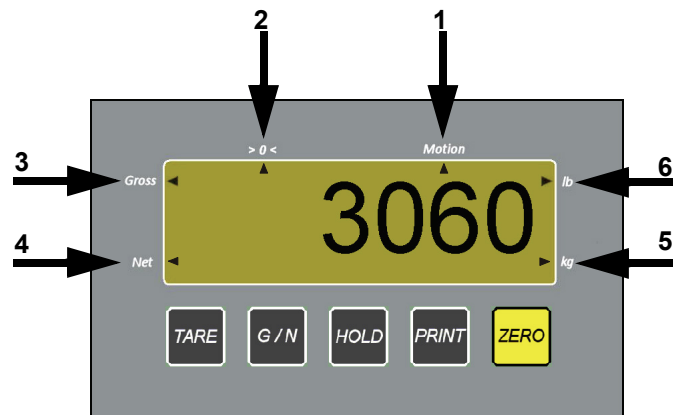 2 1
> 0 < Motion
3 Gross lb 6
3060
4 Net kg 5
TARE G / N HOLD PRINT ZERO